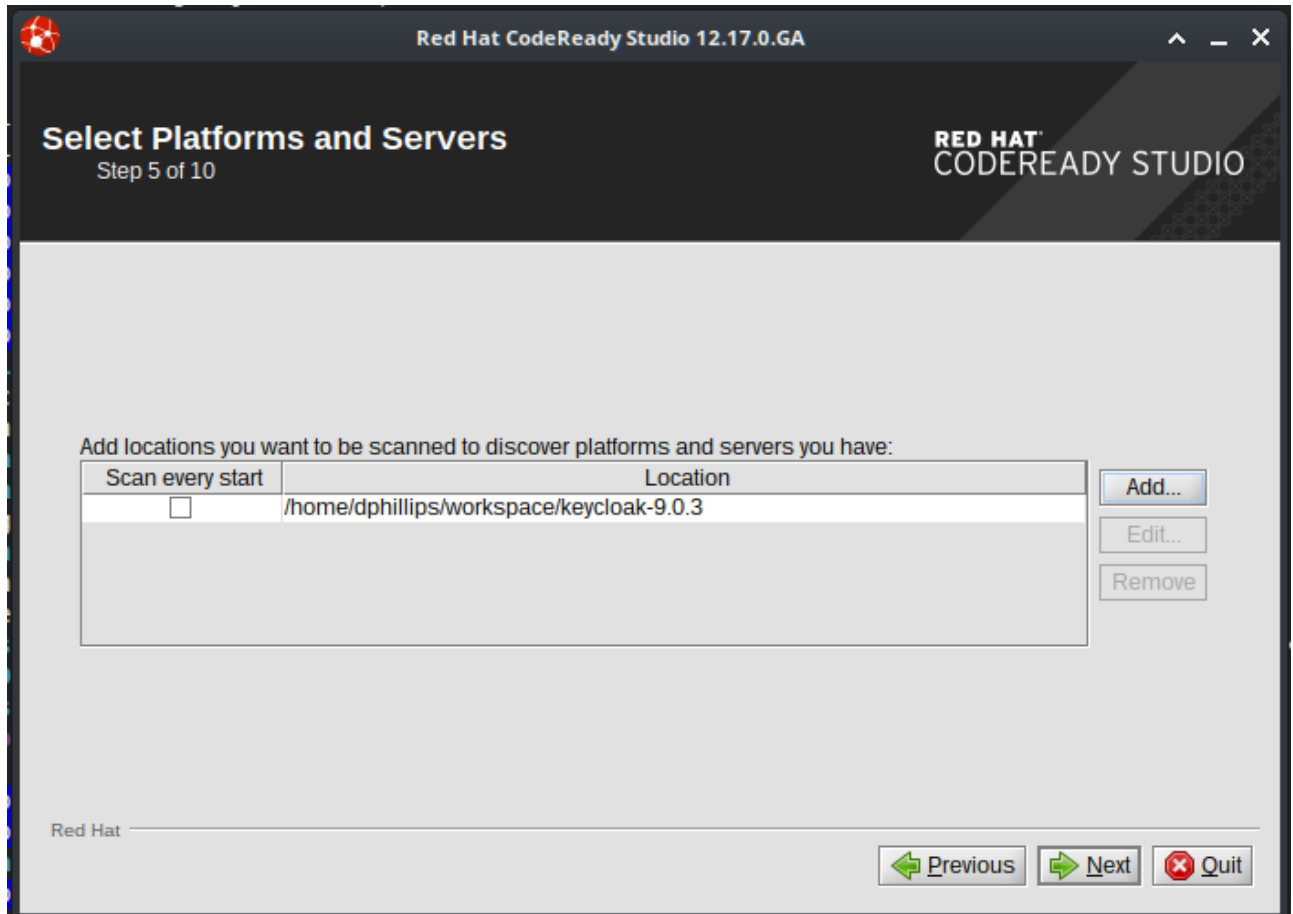 Red Hat CodeReady Studio 12.17.0.GA
Select Platforms and Servers
Step 5 of 10
RED HAT
CODEREADY STUDIO
Add locations you want to be scanned to discover platforms and servers you have:
Scan every start Location
/home/dphillips/workspace/keycloak-9.0.3
Add...
Edit...
Remove
Red Hat
Previous Next Quit